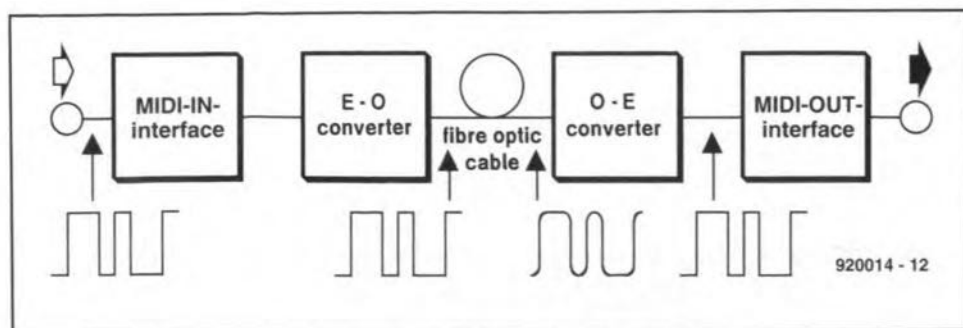 MIDI-IN-
interface
E - O
converter
fibre optic
cable
O - E
converter
MIDI-OUT-
interface
920014 - 12